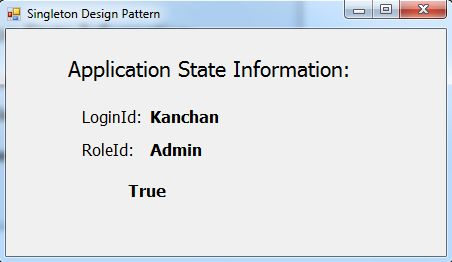 Singleton Design Pattern
Application State Information:
LoginId: Kanchan
RoleId: Admin
True